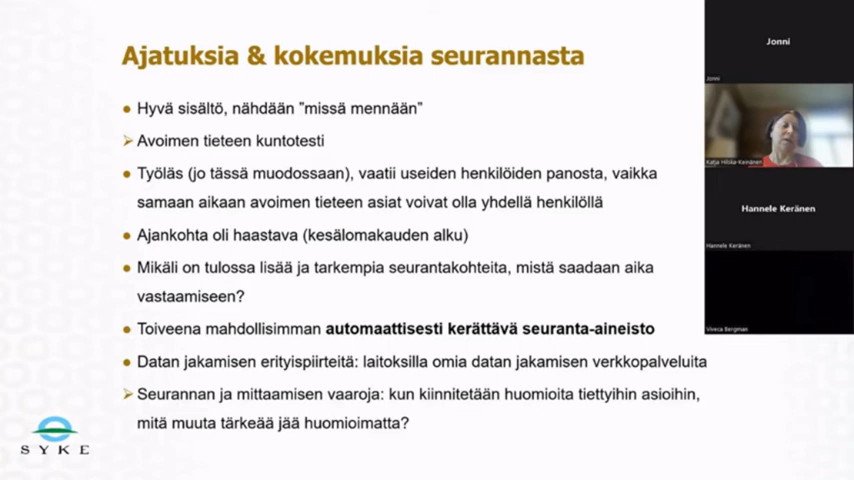 Ajatuksia & kokemuksia seurannasta
● Hyvä sisältö, nähdään ”missä mennään”
➢ Avoimen tieteen kuntotesti
● Työläs (jo tässä muodossaan), vaatii useiden henkilöiden panosta, vaikka
samaan aikaan avoimen tieteen asiat voivat olla yhdellä henkilöllä
● Ajankohta oli haastava (kesälomakauden alku)
● Mikäli on tulossa lisää ja tarkempia seurantakohteita, mistä saadaan aika
vastaamiseen?
● Toiveena mahdollisimman automaattisesti kerättävä seuranta-aineisto
● Datan jakamisen erityispiirteitä: laitoksilla omia datan jakamisen verkkopalveluita
➢ Seurannan ja mittaamisen vaaroja: kun kiinnitetään huomioita tiettyihin asioihin,
mitä muuta tärkeää jää huomioimatta?
SYKE
Jonni
Jonni
Katja Hilska-Keinänen
Hannele Keränen
Hannele Keränen
Viveca Bergman